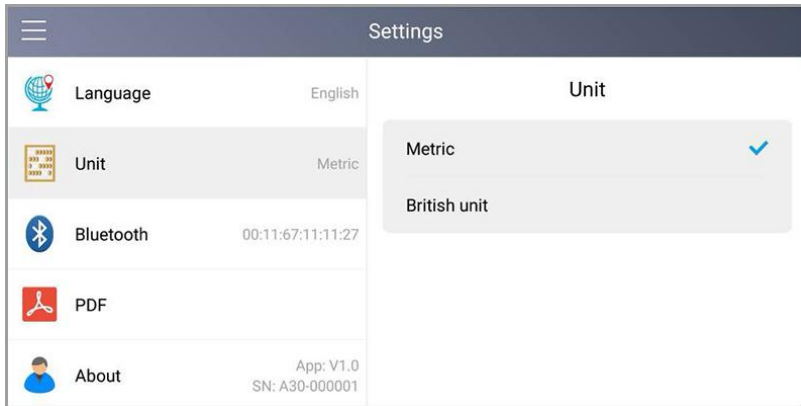 Settings
Language
English
Unit
Metric
Bluetooth
00:11:67:11:11:27
PDF
About
App: V1.0
SN: A30-000001
Unit
Metric
British unit